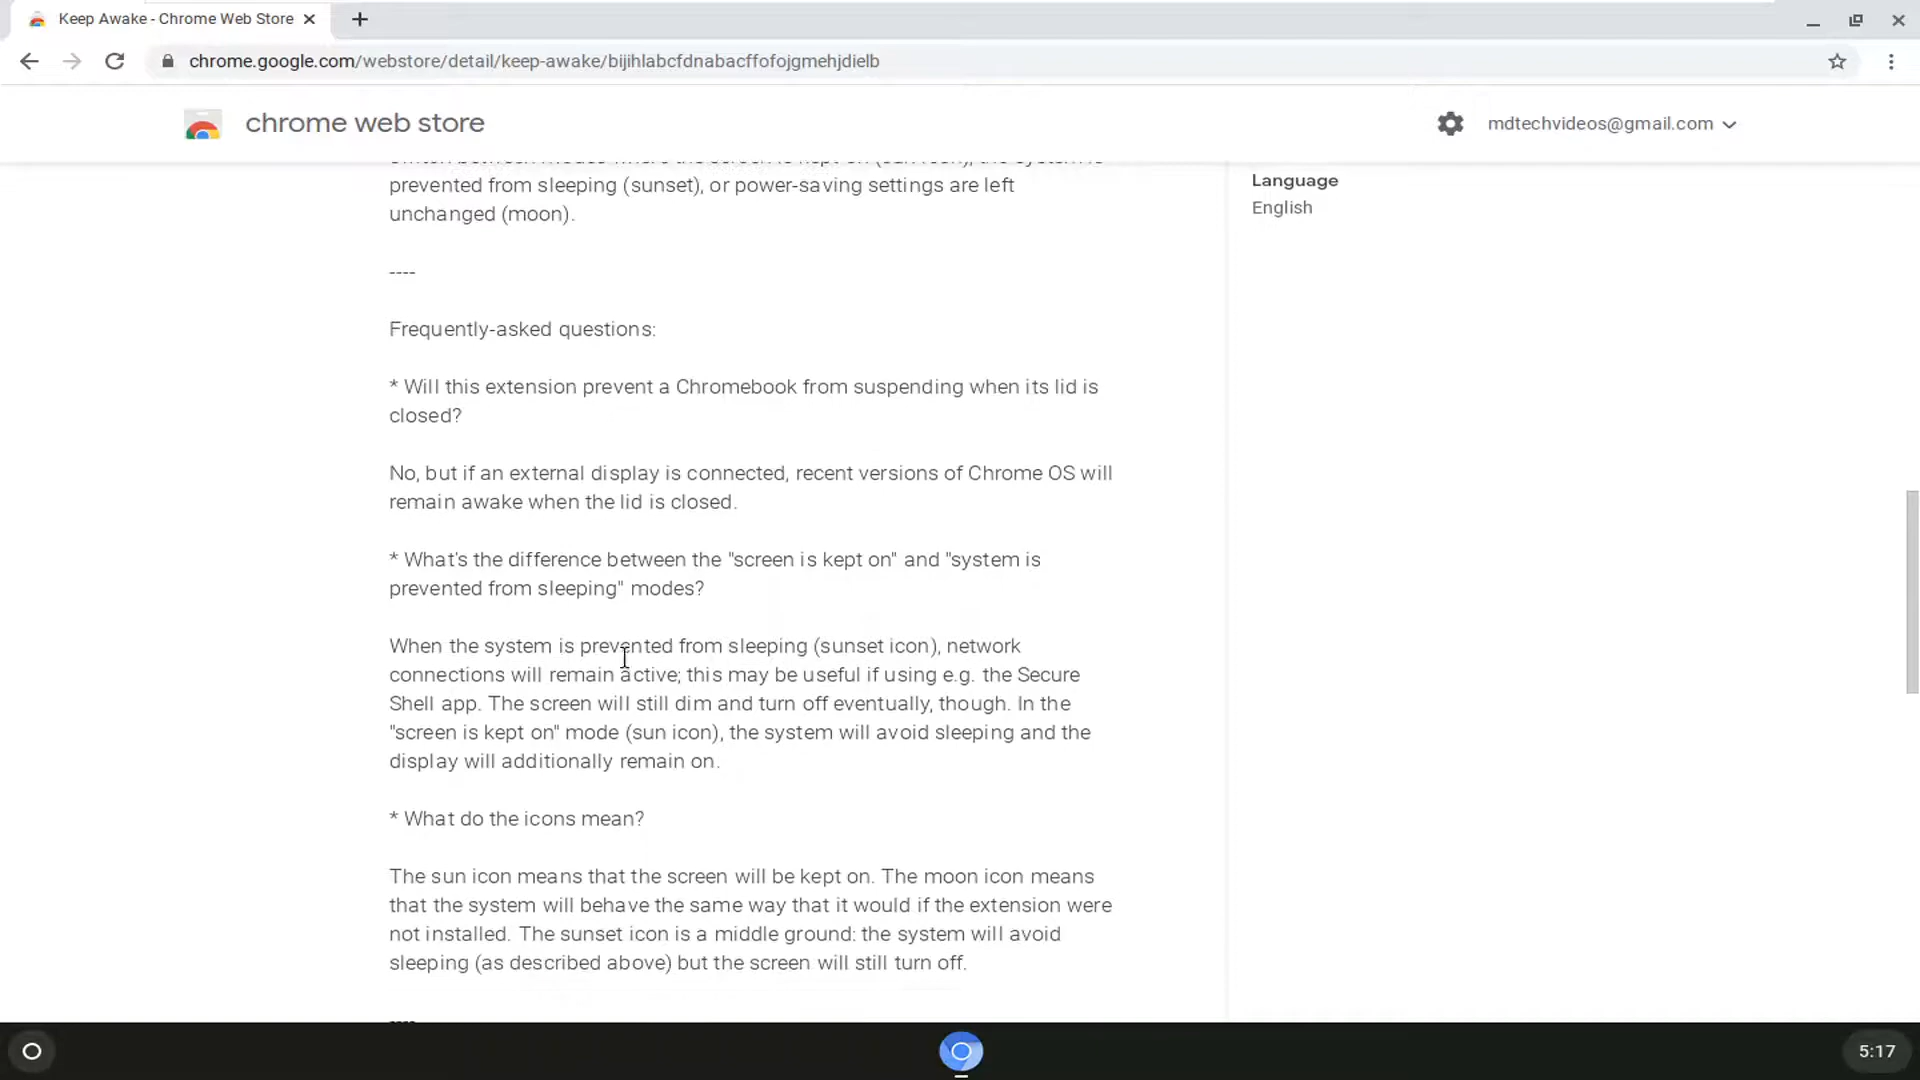 Keep Awake - Chrome Web Store
chrome.google.com/webstore/detail/keep-awake/bijihlabcfdnabacffofojgmehjdielb
chrome web store
mdtechvideos@gmail.com
prevented from sleeping (sunset), or power-saving settings are left
unchanged (moon).
----
Frequently-asked questions:
* Will this extension prevent a Chromebook from suspending when its lid is
closed?
No, but if an external display is connected, recent versions of Chrome OS will
remain awake when the lid is closed.
* What's the difference between the "screen is kept on" and "system is
prevented from sleeping" modes?
When the system is prevented from sleeping (sunset icon), network
connections will remain active; this may be useful if using e.g. the Secure
Shell app. The screen will still dim and turn off eventually, though. In the
"screen is kept on" mode (sun icon), the system will avoid sleeping and the
display will additionally remain on.
* What do the icons mean?
The sun icon means that the screen will be kept on. The moon icon means
that the system will behave the same way that it would if the extension were
not installed. The sunset icon is a middle ground: the system will avoid
sleeping (as described above) but the screen will still turn off.
----
Language
English
5:17